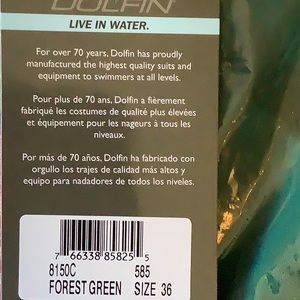 DOLFIN
LIVE IN WATER.
For over 70 years, Dolfin has proudly
manufactured the highest quality suits and
equipment to swimmers at all levels.
Pour plus de 70 ans, Dolfin a fièrement
fabriqué les costumes de qualité plus élevées
et équipement pour les nageurs à tous les
niveaux.
Por más de 70 años, Dolfin ha fabricado con
orgullo los trajes de calidad más altos y
equipo para nadadores de todos los niveles.
7 66338 85825 5
8150C 585
FOREST GREEN SIZE 36